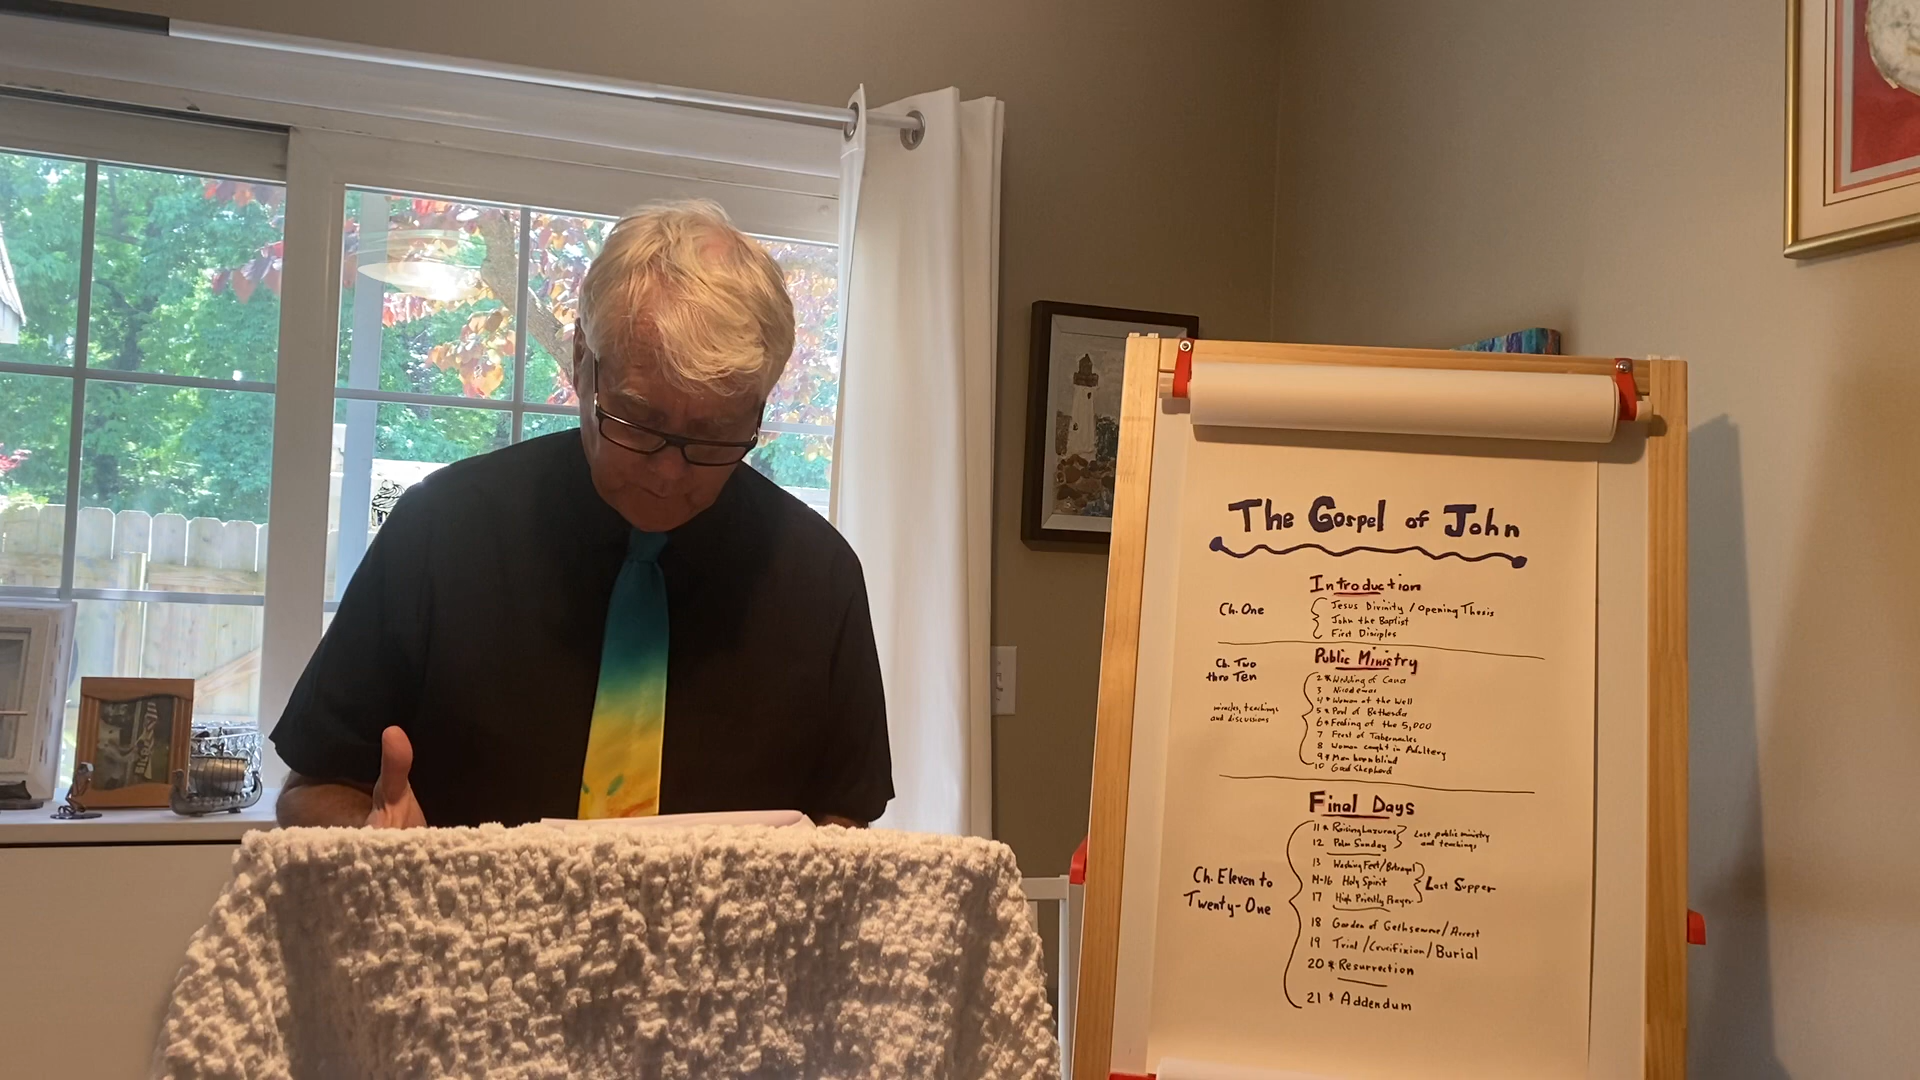 The Gospel of John
Introduction
Ch. One
Jesus Divinity / Opening Thesis
John the Baptist
First Disciples
Public Ministry
Ch. Two
thru Ten
miracles, teachings
and discussions
2 * Wedding of Cana
3 Nicodemus
4 * Woman at the Well
5 * Pool of Bethesda
6 * Feeding of the 5,000
7 Feast of Tabernacles
8 Woman caught in Adultery
9 * Man born blind
10 Good Shepherd
Final Days
Ch. Eleven to
Twenty-One
11 * Raising Lazarus
12 Palm Sunday
Last public ministry
and teachings
13 Washing Feet/Betrayal
14-16 Holy Spirit
17 High Priestly Prayer
Last Supper
18 Garden of Gethsemane/Arrest
19 Trial/Crucifixion/Burial
20 * Resurrection
21 * Addendum